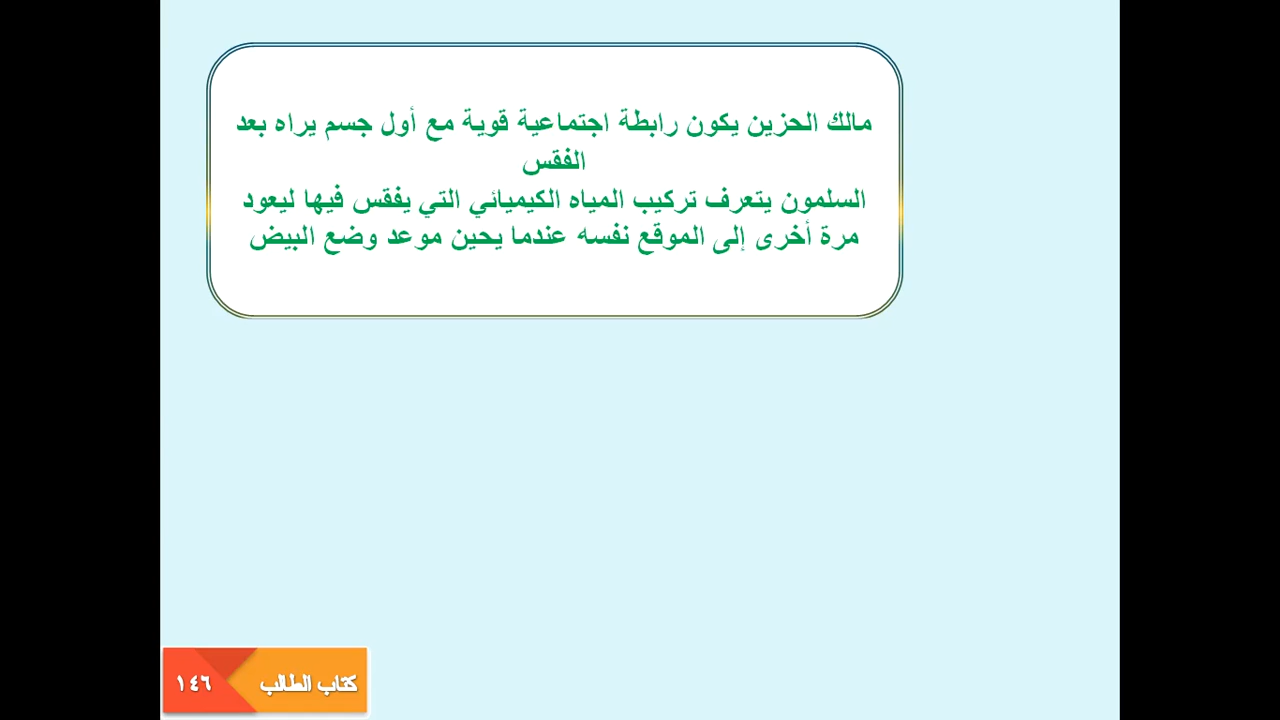 مالك الحزين يكون رابطة اجتماعية قوية مع أول جسم يراه بعد
الفقس
السلمون يتعرف تركيب المياه الكيميائي التي يفقس فيها ليعود
مرة أخرى إلى الموقع نفسه عندما يحين موعد وضع البيض
كتاب الطالب ١٤٦